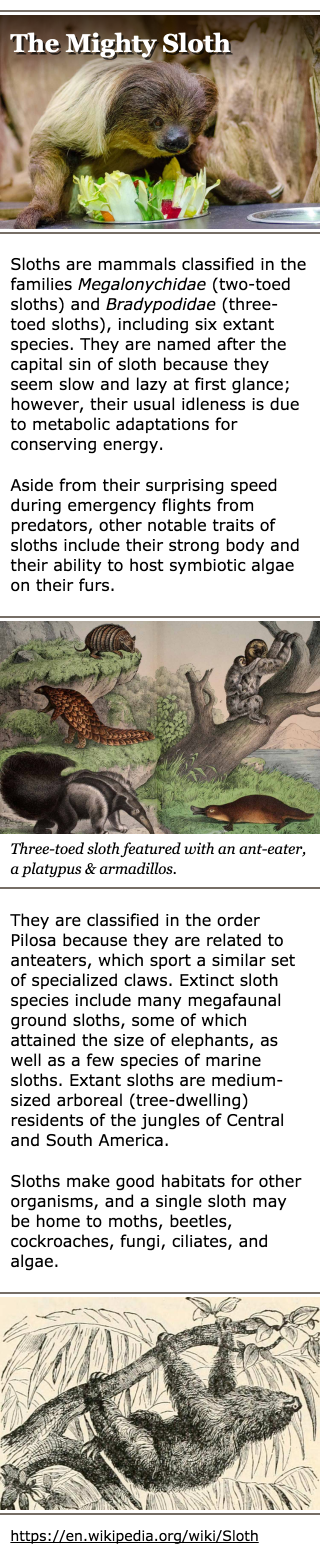 The Mighty Sloth
Sloths are mammals classified in the
families Megalonychidae (two-toed
sloths) and Bradypodidae (three-
toed sloths), including six extant
species. They are named after the
capital sin of sloth because they
seem slow and lazy at first glance;
however, their usual idleness is due
to metabolic adaptations for
conserving energy.
Aside from their surprising speed
during emergency flights from
predators, other notable traits of
sloths include their strong body and
their ability to host symbiotic algae
on their furs.
Three-toed sloth featured with an ant-eater,
a platypus & armadillos.
They are classified in the order
Pilosa because they are related to
anteaters, which sport a similar set
of specialized claws. Extinct sloth
species include many megafaunal
ground sloths, some of which
attained the size of elephants, as
well as a few species of marine
sloths. Extant sloths are medium-
sized arboreal (tree-dwelling)
residents of the jungles of Central
and South America.
Sloths make good habitats for other
organisms, and a single sloth may
be home to moths, beetles,
cockroaches, fungi, ciliates, and
algae.
https://en.wikipedia.org/wiki/Sloth